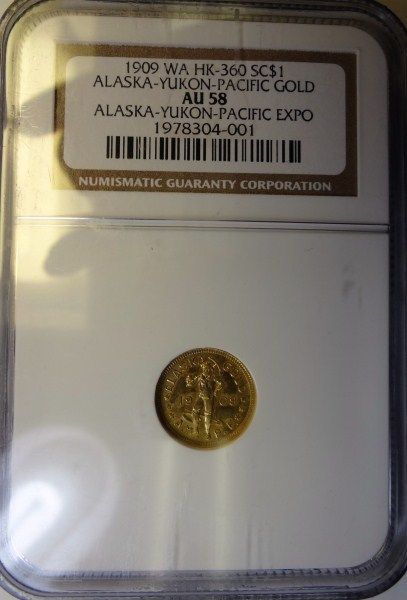 1909 WA HK-360 SC$1
ALASKA-YUKON-PACIFIC GOLD
AU 58
ALASKA-YUKON-PACIFIC EXPO
1978304-001
NUMISMATIC GUARANTY CORPORATION